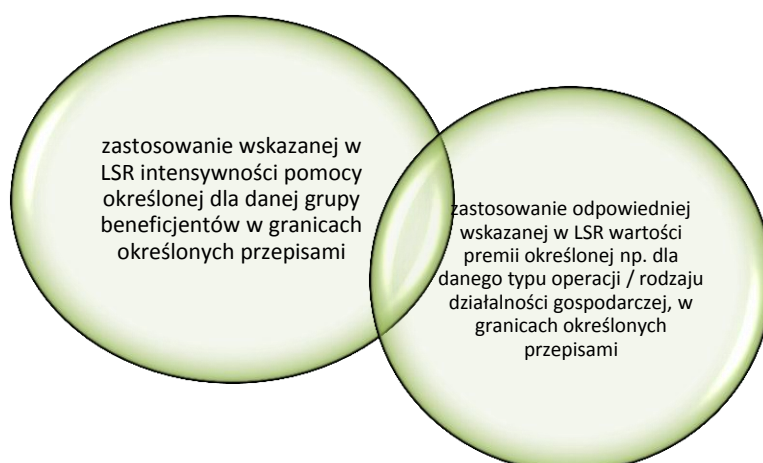 zastosowanie wskazanej w
LSR intensywności pomocy
określonej dla danej grupy
beneficjentów w granicach
określonych przepisami
zastosowanie odpowiedniej
wskazanej w LSR wartości
premii określonej np. dla
danego typu operacji / rodzaju
działalności gospodarczej, w
granicach określonych
przepisami